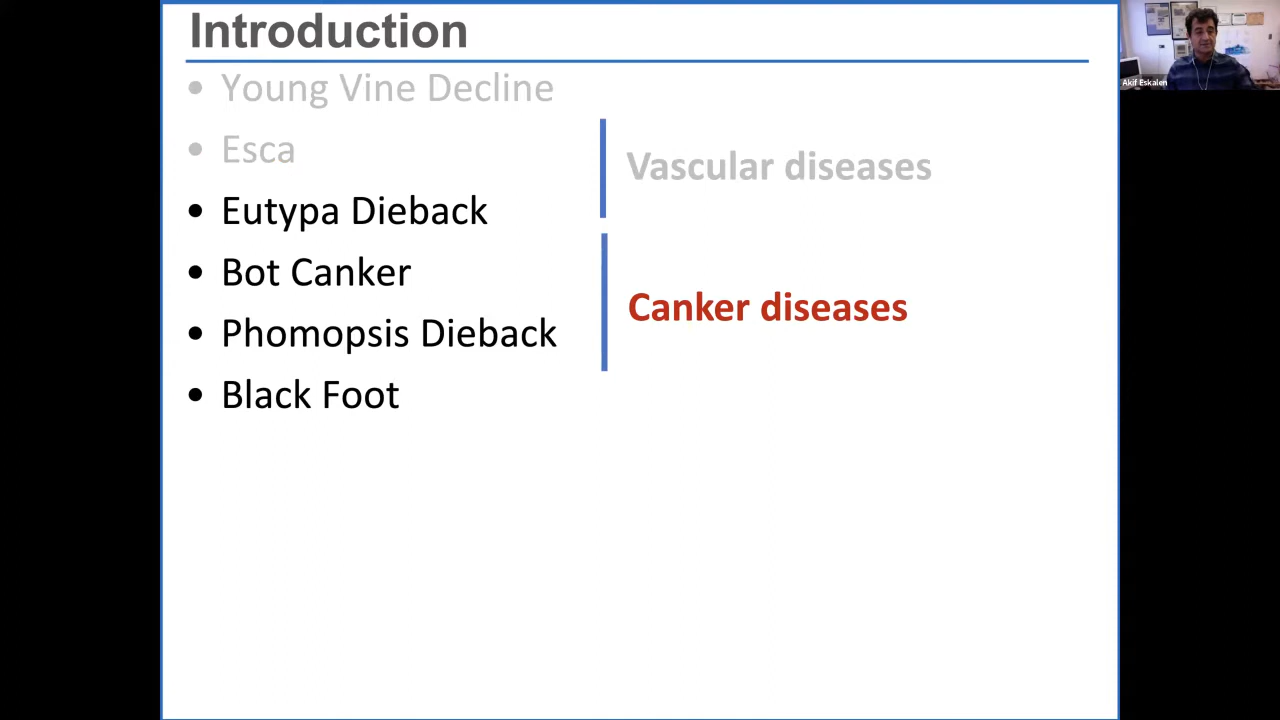 Introduction
• Young Vine Decline
• Esca
Vascular diseases
• Eutypa Dieback
• Bot Canker
Canker diseases
• Phomopsis Dieback
• Black Foot
Akif Eskalen